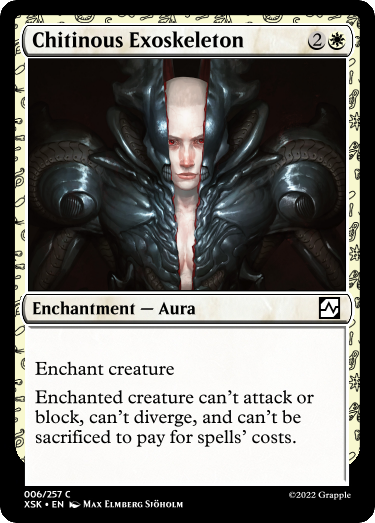 Chitinous Exoskeleton 2
Enchantment — Aura
Enchant creature
Enchanted creature can't attack or
block, can't diverge, and can't be
sacrificed to pay for spells' costs.
006/257 C
XSK • EN Max Elmberg Sjöholm
©2022 Grapple